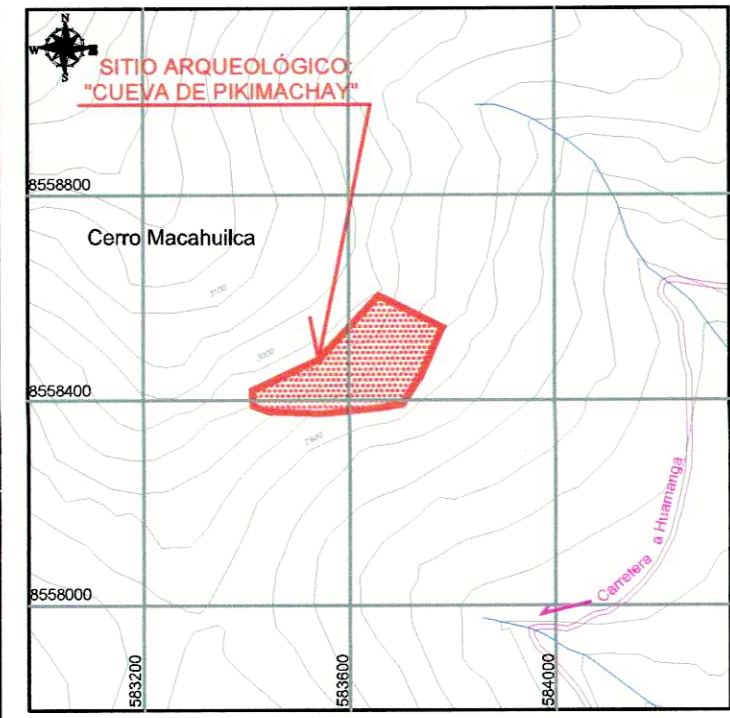 N
W E
S
SITIO ARQUEOLÓGICO:
"CUEVA DE PIKIMACHAY"
8558800
Cerro Macahuilca
3100
3000
8558400
2900
Carretera a Huamanga
8558000
583200
583600
584000